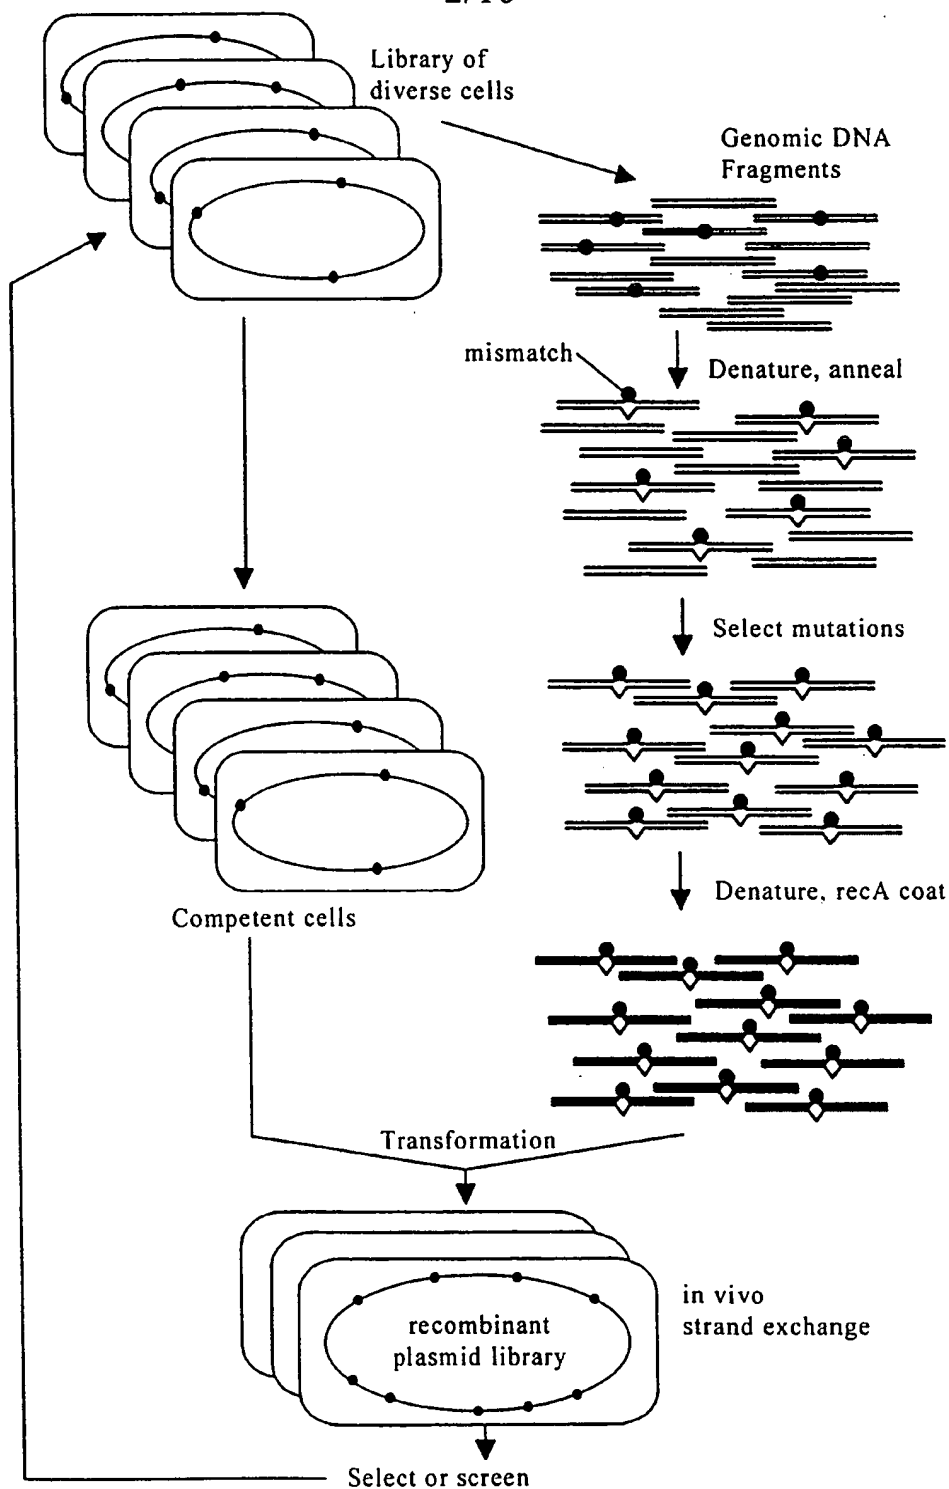 Library of
diverse cells
Genomic DNA
Fragments
mismatch
Denature, anneal
Select mutations
Denature, recA coat
Competent cells
Transformation
in vivo
strand exchange
recombinant
plasmid library
Select or screen